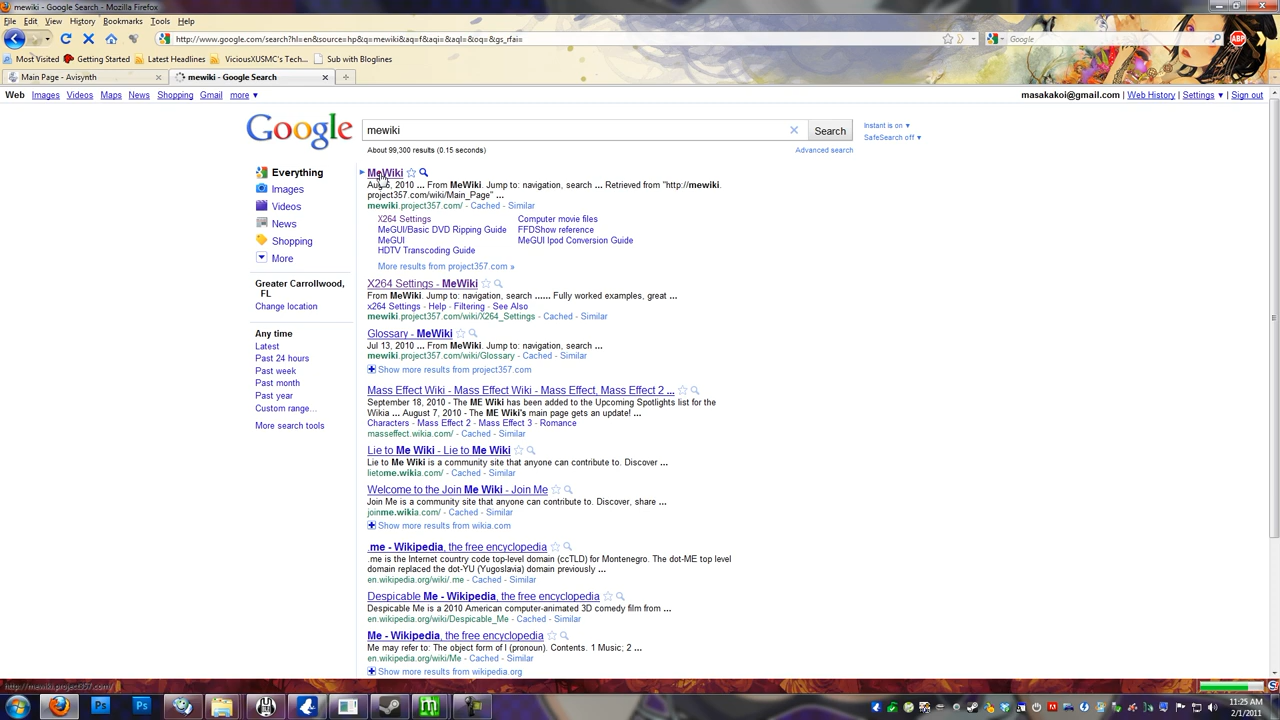 mewiki - Google Search - Mozilla Firefox
File Edit View History Bookmarks Tools Help
http://www.google.com/search?hl=en&source=hp&q=mewiki&aq=f&aqi=&aql=&oq=&gs_rfai=
Google
ABP
Most Visited Getting Started Latest Headlines ViciousXUSMC's Tech... Sub with Bloglines
Main Page - Avisynth
mewiki - Google Search
Web Images Videos Maps News Shopping Gmail more ▼
masakakoi@gmail.com | Web History | Settings ▼ | Sign out
Google
mewiki
Search
Instant is on ▼
SafeSearch off ▼
About 99,300 results (0.15 seconds)
Advanced search
Everything
Images
Videos
News
Shopping
More
Greater Carrollwood, FL
Change location
Any time
Latest
Past 24 hours
Past week
Past month
Past year
Custom range...
More search tools
MeWiki
Aug 5, 2010 ... From MeWiki. Jump to: navigation, search ... Retrieved from "http://mewiki.
project357.com/wiki/Main_Page" ...
mewiki.project357.com/ - Cached - Similar
X264 Settings
Computer movie files
MeGUI/Basic DVD Ripping Guide
FFDShow reference
MeGUI
MeGUI Ipod Conversion Guide
HDTV Transcoding Guide
More results from project357.com »
X264 Settings - MeWiki
From MeWiki. Jump to: navigation, search ...... Fully worked examples, great ...
x264 Settings - Help - Filtering - See Also
mewiki.project357.com/wiki/X264_Settings - Cached - Similar
Glossary - MeWiki
Jul 13, 2010 ... From MeWiki. Jump to: navigation, search ...
mewiki.project357.com/wiki/Glossary - Cached - Similar
Show more results from project357.com
Mass Effect Wiki - Mass Effect Wiki - Mass Effect, Mass Effect 2 ...
September 18, 2010 - The ME Wiki has been added to the Upcoming Spotlights list for the
Wikia ... August 7, 2010 - The ME Wiki's main page gets an update! ...
Characters - Mass Effect 2 - Mass Effect 3 - Romance
masseffect.wikia.com/ - Cached - Similar
Lie to Me Wiki - Lie to Me Wiki
Lie to Me Wiki is a community site that anyone can contribute to. Discover ...
lietome.wikia.com/ - Cached - Similar
Welcome to the Join Me Wiki - Join Me
Join Me is a community site that anyone can contribute to. Discover, share ...
joinme.wikia.com/ - Cached - Similar
Show more results from wikia.com
.me - Wikipedia, the free encyclopedia
.me is the Internet country code top-level domain (ccTLD) for Montenegro. The dot-ME top level
domain replaced the dot-YU (Yugoslavia) domain previously ...
en.wikipedia.org/wiki/.me - Cached - Similar
Despicable Me - Wikipedia, the free encyclopedia
Despicable Me is a 2010 American computer-animated 3D comedy film from ...
en.wikipedia.org/wiki/Despicable_Me - Cached - Similar
Me - Wikipedia, the free encyclopedia
Me may refer to: The object form of I (pronoun). Contents. 1 Music; 2 ...
en.wikipedia.org/wiki/Me - Cached - Similar
Show more results from wikipedia.org
http://mewiki.project357.com/
11:25 AM
2/1/2011